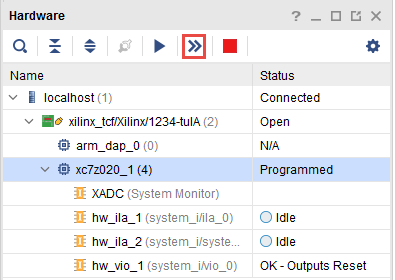 Hardware
Name Status
localhost (1) Connected
xilinx_tcf/Xilinx/1234-tulA (2) Open
arm_dap_0 (0) N/A
xc7z020_1 (4) Programmed
XADC (System Monitor)
hw_ila_1 (system_i/ila_0) Idle
hw_ila_2 (system_i/syste... Idle
hw_vio_1 (system_i/vio_0) OK - Outputs Reset